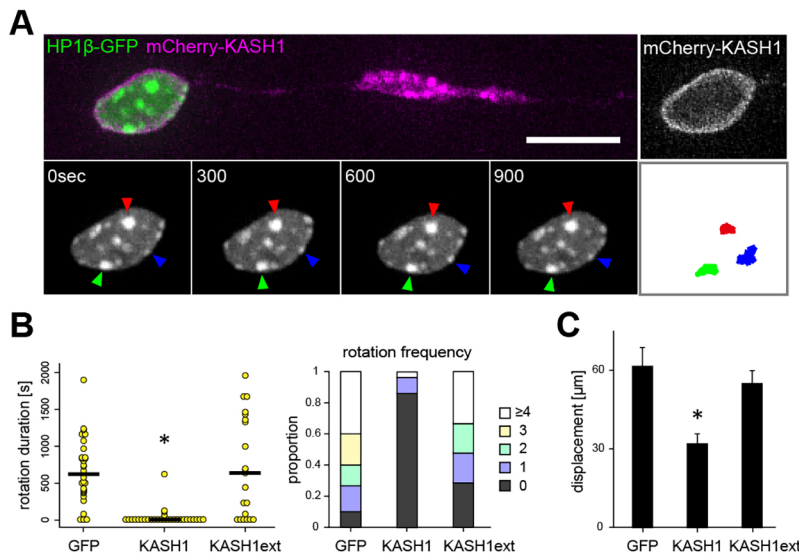 A
HP1β-GFP mCherry-KASH1
mCherry-KASH1
0sec 300 600 900
B
rotation duration [s]
2000
1500
1000
500
0
GFP KASH1 KASH1ext
*
rotation frequency
proportion
1
0.8
0.6
0.4
0.2
0
GFP KASH1 KASH1ext
≥4
3
2
1
0
C
displacement [μm]
60
30
0
GFP KASH1 KASH1ext
*